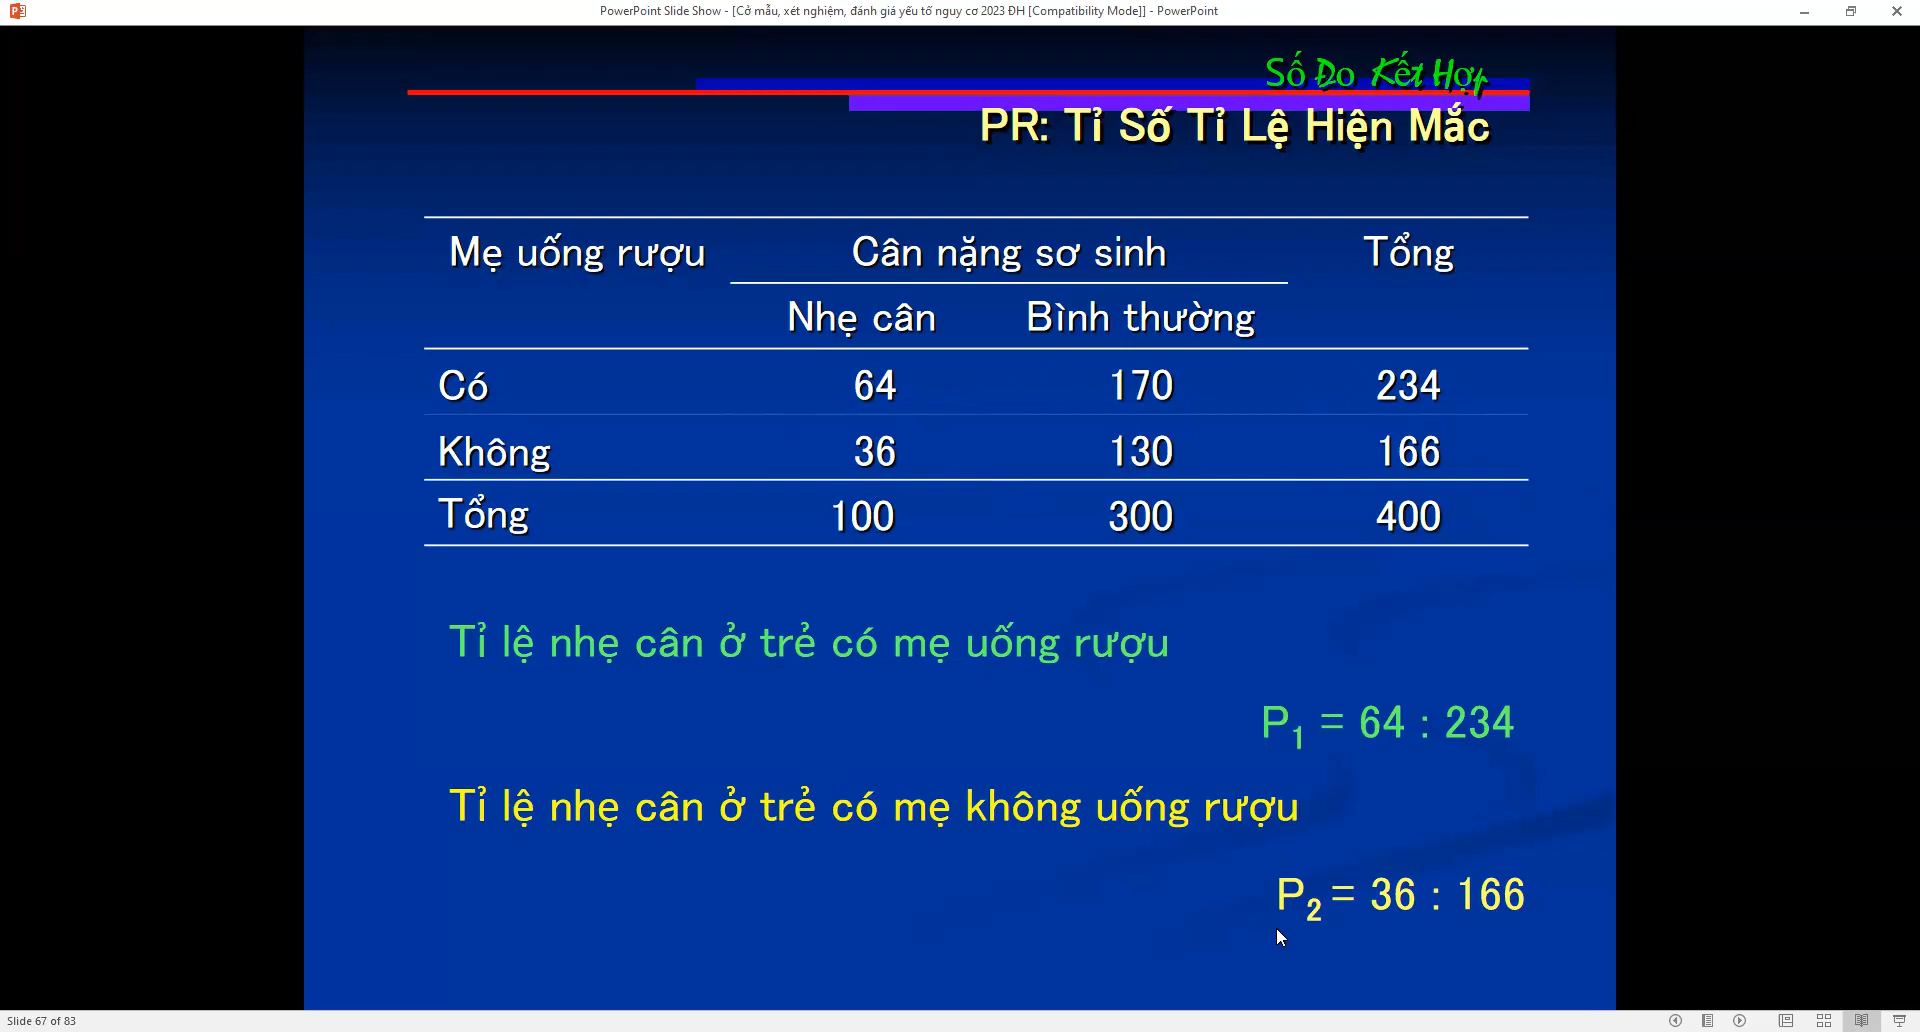 PowerPoint Slide Show - [Cở mẫu, xét nghiệm, đánh giá yếu tố nguy cơ 2023 ĐH [Compatibility Mode]] - PowerPoint
Số Đo Kết Hợp
PR: Tỉ Số Tỉ Lệ Hiện Mắc
Mẹ uống rượu Cân nặng sơ sinh Tổng
Nhẹ cân Bình thường
Có 64 170 234
Không 36 130 166
Tổng 100 300 400
Tỉ lệ nhẹ cân ở trẻ có mẹ uống rượu
P1 = 64 : 234
Tỉ lệ nhẹ cân ở trẻ có mẹ không uống rượu
P2 = 36 : 166
Slide 67 of 83